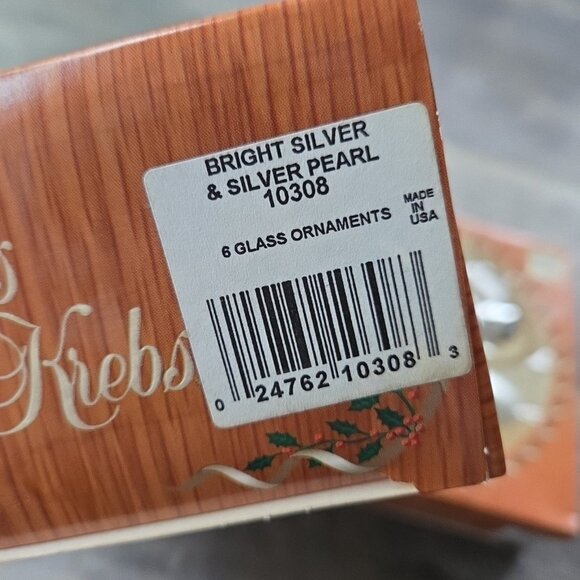 BRIGHT SILVER
& SILVER PEARL
10308
6 GLASS ORNAMENTS
MADE
IN
USA
0 24762 10308 3
Krebs